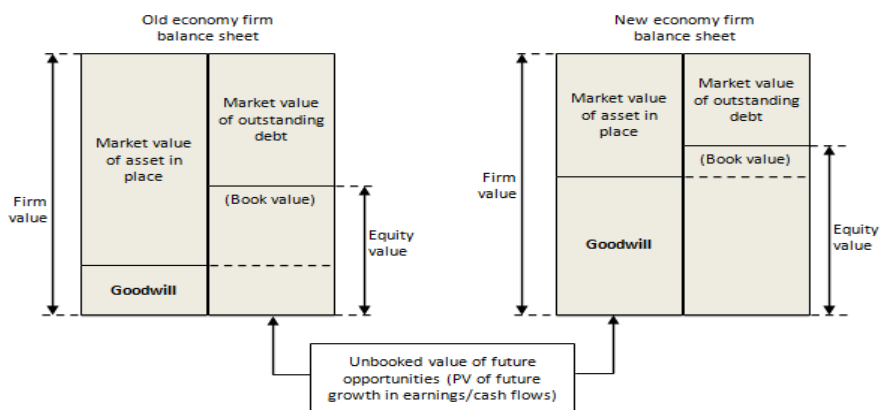 Old economy firm
balance sheet
New economy firm
balance sheet
Market value
of asset in
place
Market value
of outstanding
debt
(Book value)
Firm
value
Equity
value
Goodwill
Market value
of asset in
place
Market value
of outstanding
debt
(Book value)
Firm
value
Equity
value
Goodwill
Unbooked value of future
opportunities (PV of future
growth in earnings/cash flows)